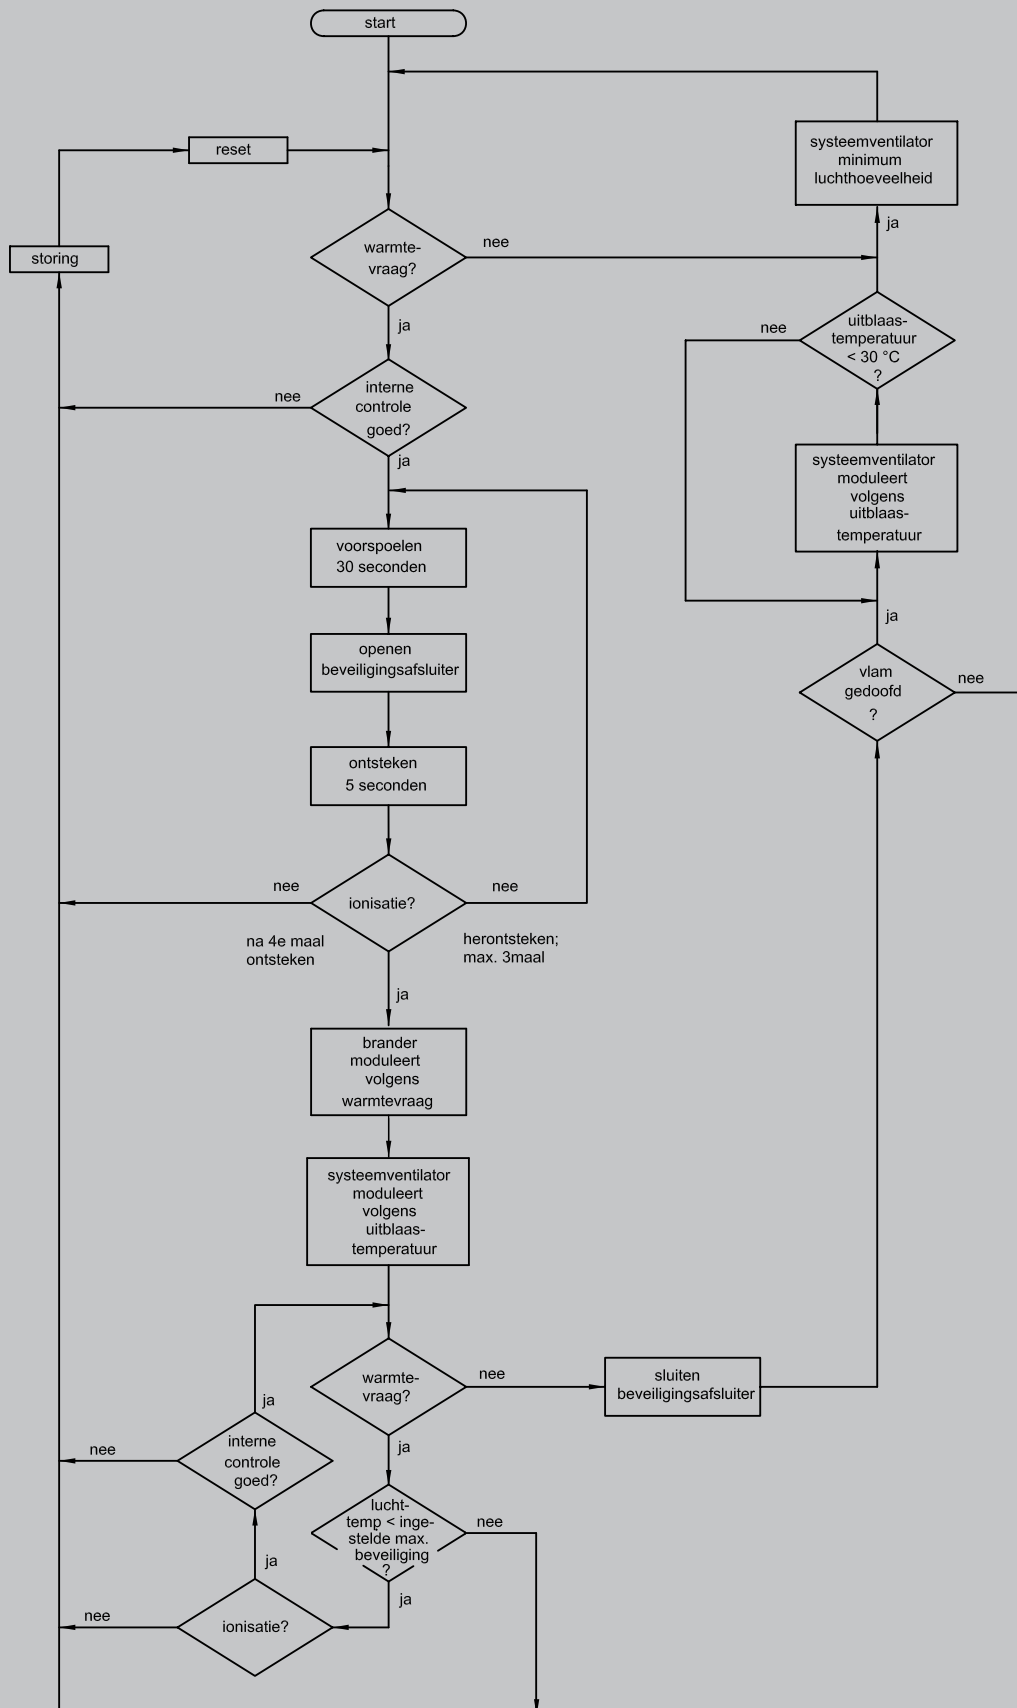 start
reset
systeemventilator
minimum
luchthoeveelheid
ja
storing
warmte-
vraag?
nee
ja
nee
uitblaas-
temperatuur
< 30 °C
?
interne
controle
goed?
nee
ja
systeemventilator
moduleert
volgens
uitblaas-
temperatuur
voorspoelen
30 seconden
ja
openen
beveiligingsafsluiter
vlam
gedoofd
?
nee
ontsteken
5 seconden
nee
ionisatie?
nee
na 4e maal
ontsteken
herontsteken;
max. 3maal
ja
brander
moduleert
volgens
warmtevraag
systeemventilator
moduleert
volgens
uitblaas-
temperatuur
warmte-
vraag?
nee
sluiten
beveiligingsafsluiter
ja
ja
interne
controle
goed?
nee
lucht-
temp < inge-
stelde max.
beveiliging
?
nee
ja
ja
ionisatie?
nee